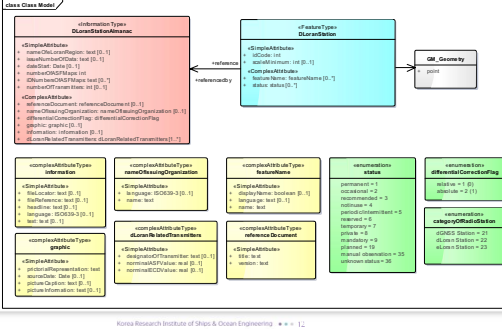 class Class Model
«Information Type»
DLoranStationAlmanac
«SimpleAttribute»
+ nameOfeLoranRegion: text [0..1]
+ issueNumberOfData: text [0..1]
+ dateStart: Date [0..1]
+ numberOfASFMaps: int
+ IDNumbersOfASFMaps: text [0..*]
+ numberOfTransmitters: int [0..1]
«ComplexAttribute»
+ referenceDocument: referenceDocument [0..1]
+ nameOfIssuingOrganization: nameOfIssuingOrganization [0..1]
+ differentialCorrectionFlag: differentialCorrectionFlag
+ graphic: graphic [0..1]
+ information: information [0..1]
+ dLoranRelatedTransmitters: dLoranRelatedTransmitters [1..*]
+reference
+referencedby
«FeatureType»
DLoranStation
«SimpleAttribute»
+ idCode: int
+ scaleMinimum: int [0..1]
«ComplexAttribute»
+ featureName: featureName [0..*]
+ status: status [0..*]
GM_Geometry
+ point
«complexAttributeType»
information
«SimpleAttribute»
+ fileLocator: text [0..1]
+ fileReference: text [0..1]
+ headline: text [0..1]
+ language: ISO639-3 [0..1]
+ text: text [0..1]
«complexAttributeType»
nameOfIssuingOrganization
«SimpleAttribute»
+ language: ISO639-3 [0..1]
+ name: text
«complexAttributeType»
featureName
«SimpleAttribute»
+ displayName: boolean [0..1]
+ language: text [0..1]
+ name: text
«enumeration»
status
permanent = 1
occasional = 2
recommended = 3
notinuse = 4
periodic/intermittent = 5
reserved = 6
temporary = 7
private = 8
mandatory = 9
planned = 19
manual observation = 35
unknown status = 36
«enumeration»
differentialCorrectionFlag
relative = 1 (0)
absolute = 2 (1)
«complexAttributeType»
graphic
«SimpleAttribute»
+ pictorialRepresentation: text
+ sourceDate: Date [0..1]
+ pictureCaption: text [0..1]
+ pictureInformation: text [0..1]
«complexAttributeType»
dLoranRelatedTransmitters
«SimpleAttribute»
+ designatorOfTransmitter: text [0..1]
+ nominalASFValue: real [0..1]
+ nominalECDValue: real [0..1]
«complexAttributeType»
referenceDocument
«SimpleAttribute»
+ title: text
+ version: text
«enumeration»
categoryOfRadioStation
dGNSS Station = 21
dLoran Station = 22
eLoran Station = 23
Korea Research Institute of Ships & Ocean Engineering 12